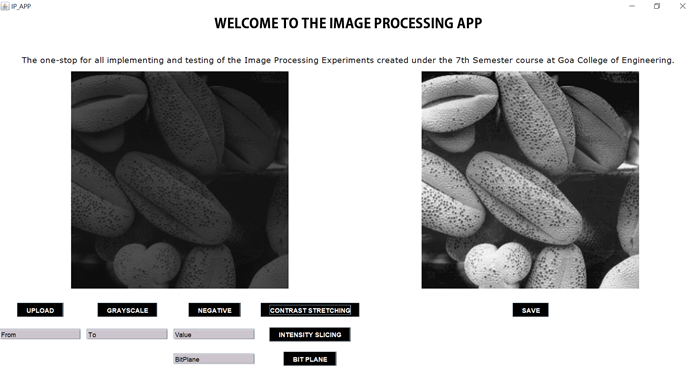 IP_APP
WELCOME TO THE IMAGE PROCESSING APP
The one-stop for all implementing and testing of the Image Processing Experiments created under the 7th Semester course at Goa College of Engineering.
UPLOAD GRAYSCALE NEGATIVE CONTRAST STRETCHING SAVE
From To Value INTENSITY SLICING
BitPlane BIT PLANE